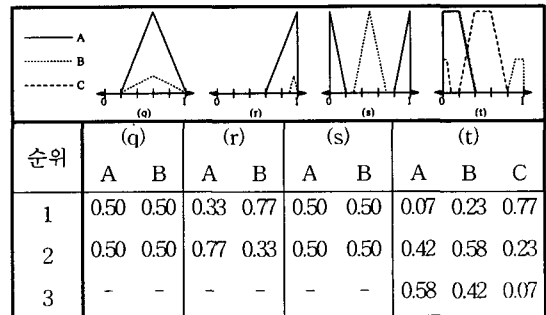 A
B
C
0 1 0 1 0 1 0 1
(q) (r) (s) (t)
순위 (q) (r) (s) (t)
A B A B A B A B C
1 0.50 0.50 0.33 0.77 0.50 0.50 0.07 0.23 0.77
2 0.50 0.50 0.77 0.33 0.50 0.50 0.42 0.58 0.23
3 - - - - - - 0.58 0.42 0.07